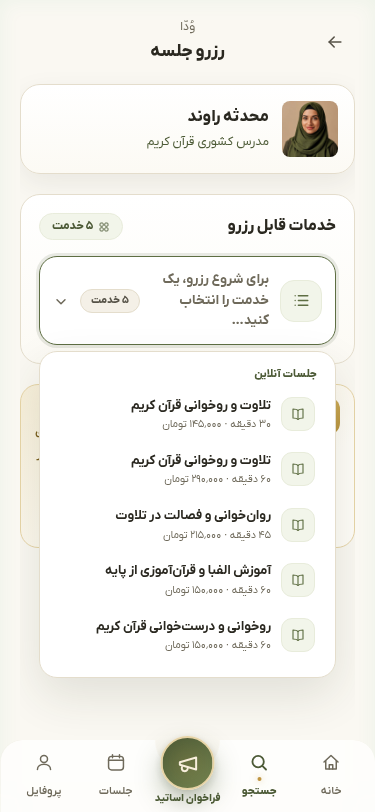 وُدّا
رزرو جلسه
محدثه راوند
مدرس کشوری قرآن کریم
خدمات قابل رزرو
۵ خدمت
برای شروع رزرو، یک
خدمت را انتخاب
کنید...
۵ خدمت
جلسات آنلاین
تلاوت و روخوانی قرآن کریم
۳۰ دقیقه · ۱۴۵,۰۰۰ تومان
تلاوت و روخوانی قرآن کریم
۶۰ دقیقه · ۲۹۰,۰۰۰ تومان
روان‌خوانی و فصالت در تلاوت
۴۵ دقیقه · ۲۱۵,۰۰۰ تومان
آموزش الفبا و قرآن‌آموزی از پایه
۶۰ دقیقه · ۱۵۰,۰۰۰ تومان
روخوانی و درست‌خوانی قرآن کریم
۶۰ دقیقه · ۱۵۰,۰۰۰ تومان
خانه
جستجو
فراخوان اساتید
جلسات
پروفایل